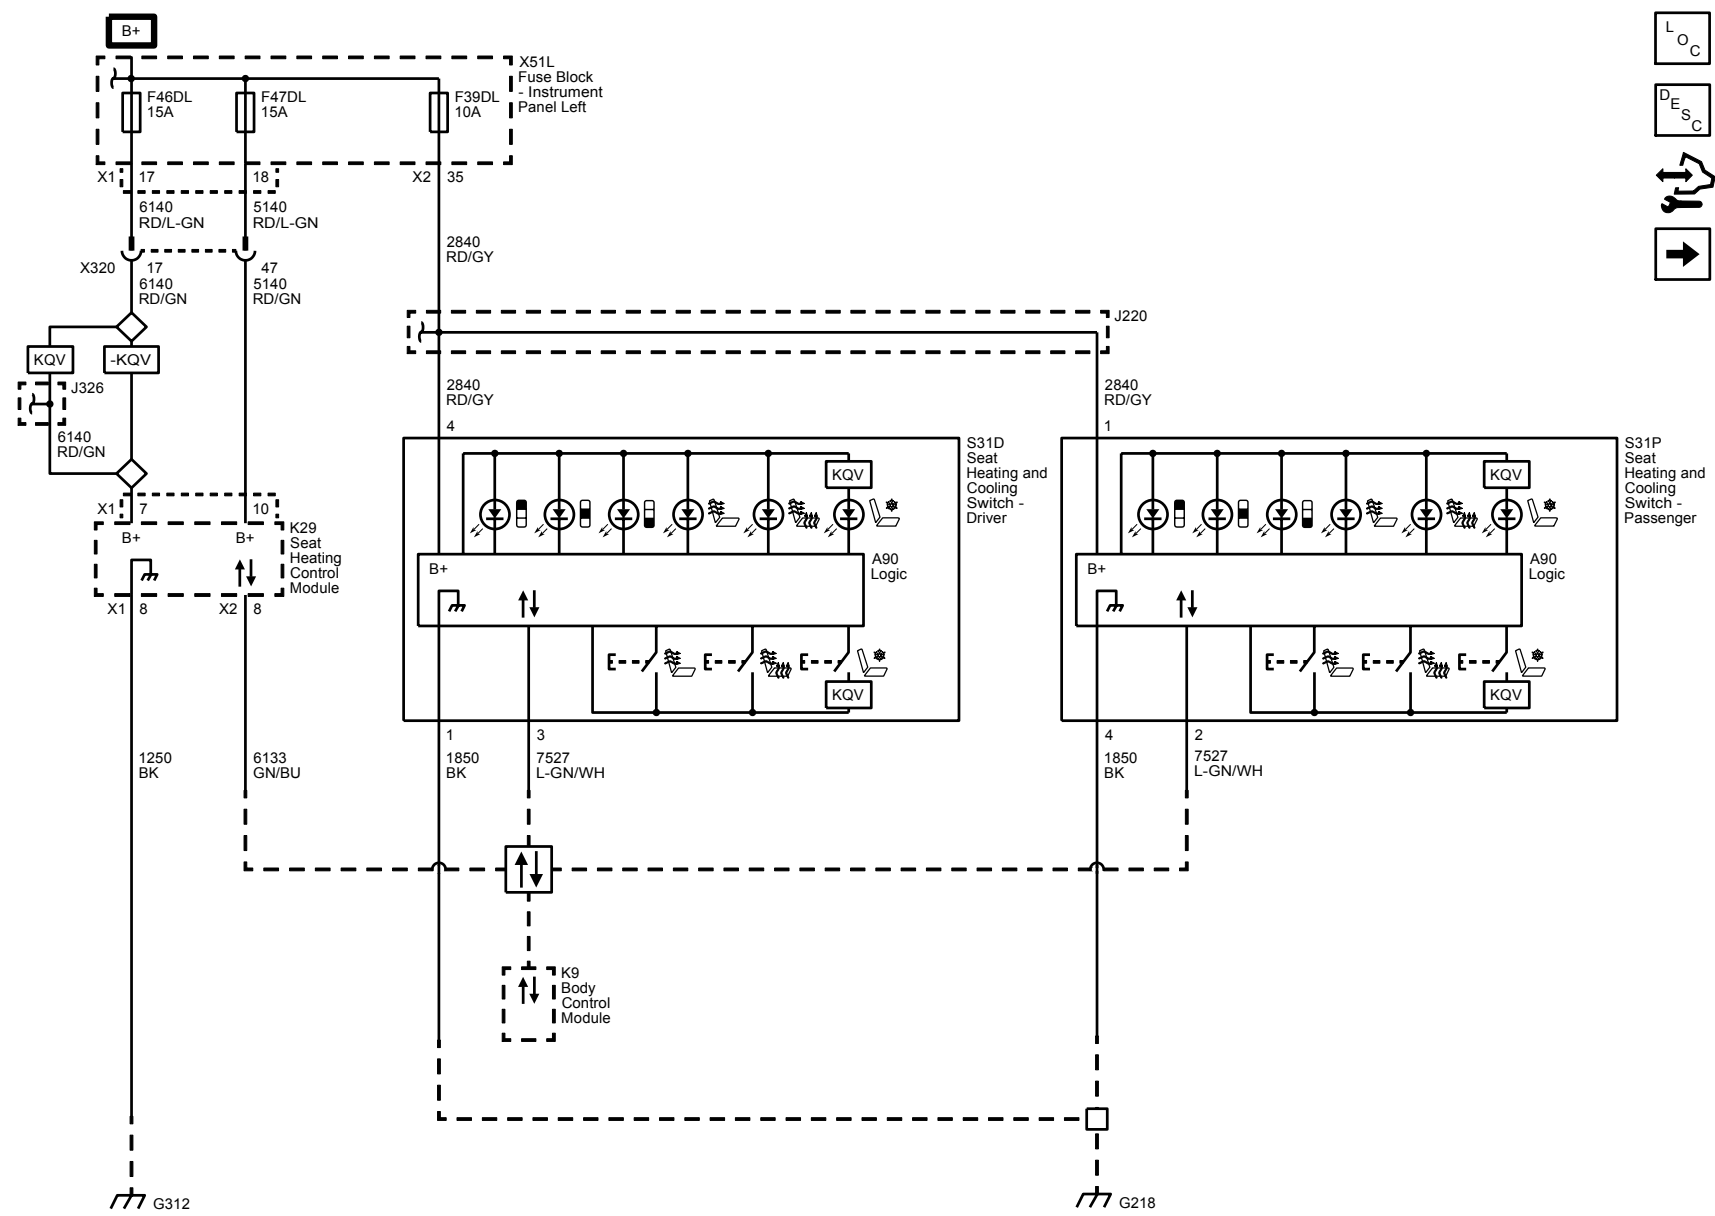 B+
L
O
C
X51L
Fuse Block
- Instrument
Panel Left
F46DL
15A
F47DL
15A
F39DL
10A
D
E
S
C
X1
17
18
X2
35
6140
RD/L-GN
5140
RD/L-GN
2840
RD/GY
X320
17
47
6140
RD/GN
5140
RD/GN
J220
KQV
-KQV
J326
2840
RD/GY
2840
RD/GY
6140
RD/GN
4
1
S31D
Seat
Heating and
Cooling
Switch -
Driver
S31P
Seat
Heating and
Cooling
Switch -
Passenger
KQV
KQV
X1
7
10
K29
Seat
Heating
Control
Module
B+
B+
B+
A90
Logic
B+
A90
Logic
X1
8
X2
8
KQV
KQV
1
3
4
2
1250
BK
6133
GN/BU
1850
BK
7527
L-GN/WH
1850
BK
7527
L-GN/WH
K9
Body
Control
Module
G312
G218